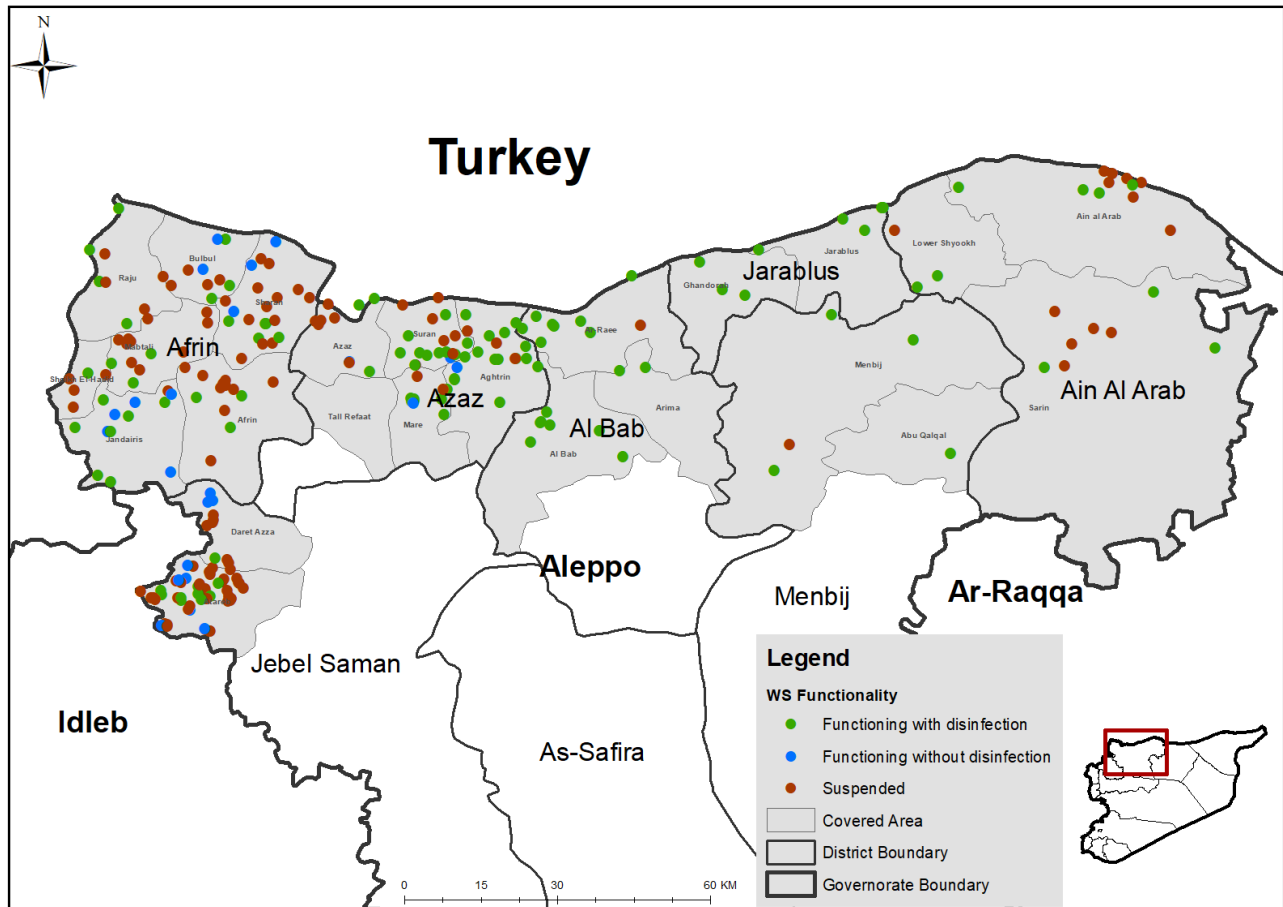 N
Turkey
Bulbul
Raju
Sharan
Afrin
Mabtali
Sheikh El-Hadid
Jandairis
Afrin
Azaz
Suran
Aghtrin
Azaz
Tall Refaat
Mare
Ar-Raee
Arima
Al Bab
Al Bab
Ghandorah
Jarablus
Jarablus
Lower Shyookh
Ain al Arab
Menbij
Abu Qalqal
Sarin
Ain Al Arab
Daret Azza
Aleppo
Menbij
Ar-Raqqa
Jebel Saman
Idleb
As-Safira
Legend
WS Functionality
Functioning with disinfection
Functioning without disinfection
Suspended
Covered Area
District Boundary
Governorate Boundary
0 15 30 60 KM